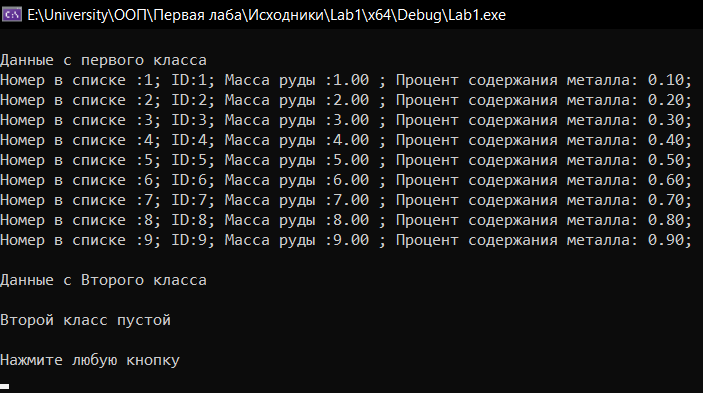 E:\University\ООП\Первая лаба\Исходники\Lab1\x64\Debug\Lab1.exe
Данные с первого класса
Номер в списке :1; ID:1; Масса руды :1.00 ; Процент содержания металла: 0.10;
Номер в списке :2; ID:2; Масса руды :2.00 ; Процент содержания металла: 0.20;
Номер в списке :3; ID:3; Масса руды :3.00 ; Процент содержания металла: 0.30;
Номер в списке :4; ID:4; Масса руды :4.00 ; Процент содержания металла: 0.40;
Номер в списке :5; ID:5; Масса руды :5.00 ; Процент содержания металла: 0.50;
Номер в списке :6; ID:6; Масса руды :6.00 ; Процент содержания металла: 0.60;
Номер в списке :7; ID:7; Масса руды :7.00 ; Процент содержания металла: 0.70;
Номер в списке :8; ID:8; Масса руды :8.00 ; Процент содержания металла: 0.80;
Номер в списке :9; ID:9; Масса руды :9.00 ; Процент содержания металла: 0.90;
Данные с Второго класса
Второй класс пустой
Нажмите любую кнопку